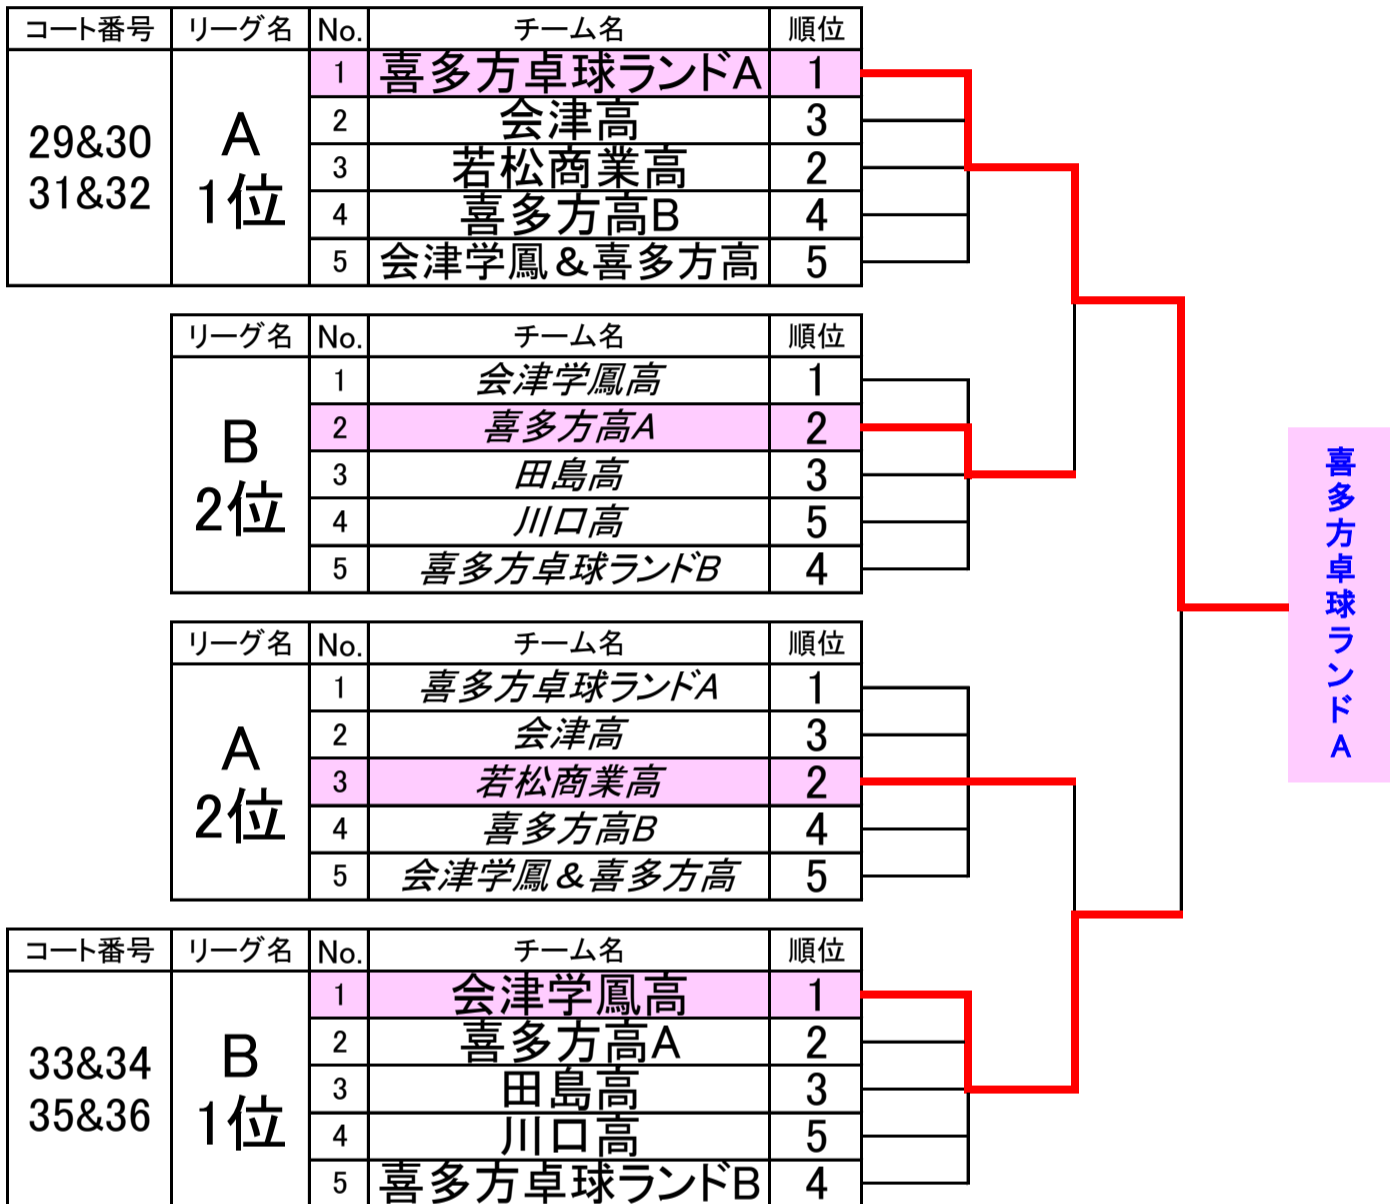 コート番号 リーグ名 No. チーム名 順位
29&30
31&32
A
1位
1 喜多方卓球ランドA 1
2 会津高 3
3 若松商業高 2
4 喜多方高B 4
5 会津学鳳＆喜多方高 5
リーグ名 No. チーム名 順位
B
2位
1 会津学鳳高 1
2 喜多方高A 2
3 田島高 3
4 川口高 5
5 喜多方卓球ランドB 4
リーグ名 No. チーム名 順位
A
2位
1 喜多方卓球ランドA 1
2 会津高 3
3 若松商業高 2
4 喜多方高B 4
5 会津学鳳＆喜多方高 5
コート番号 リーグ名 No. チーム名 順位
33&34
35&36
B
1位
1 会津学鳳高 1
2 喜多方高A 2
3 田島高 3
4 川口高 5
5 喜多方卓球ランドB 4
喜多方卓球ランドA